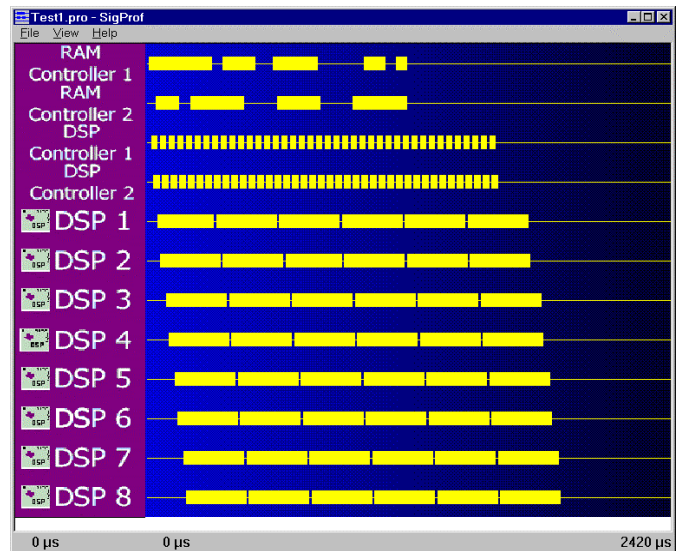 Test1.pro - SigProf
File View Help
RAM
Controller 1
RAM
Controller 2
DSP
Controller 1
DSP
Controller 2
DSP 1
DSP 2
DSP 3
DSP 4
DSP 5
DSP 6
DSP 7
DSP 8
0 µs 0 µs 2420 µs